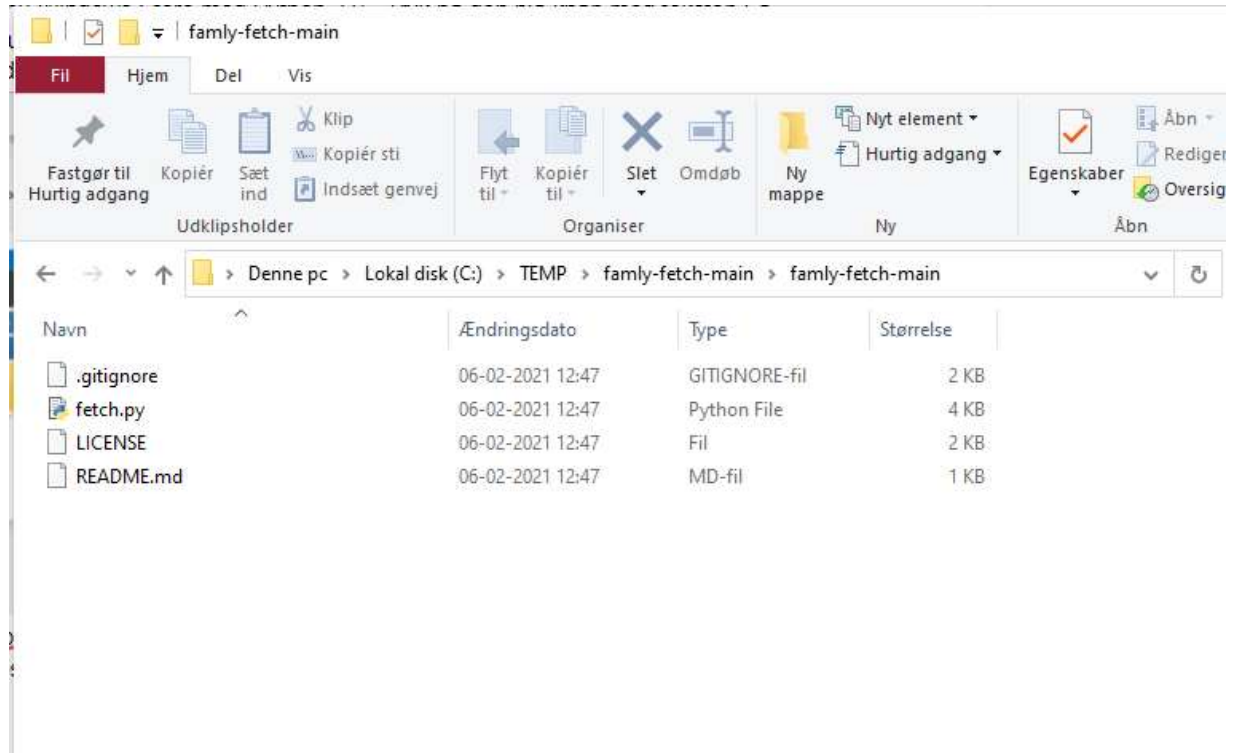 famly-fetch-main
Fil Hjem Del Vis
Fastgør til Hurtig adgang
Kopiér
Sæt ind
Klip
Kopiér sti
Indsæt genvej
Udklipsholder
Flyt til
Kopiér til
Slet
Omdøb
Organiser
Ny mappe
Nyt element
Hurtig adgang
Ny
Egenskaber
Åbn
Rediger
Oversig
Åbn
Denne pc > Lokal disk (C:) > TEMP > famly-fetch-main > famly-fetch-main
Navn Ændringsdato Type Størrelse
.gitignore 06-02-2021 12:47 GITIGNORE-fil 2 KB
fetch.py 06-02-2021 12:47 Python File 4 KB
LICENSE 06-02-2021 12:47 Fil 2 KB
README.md 06-02-2021 12:47 MD-fil 1 KB